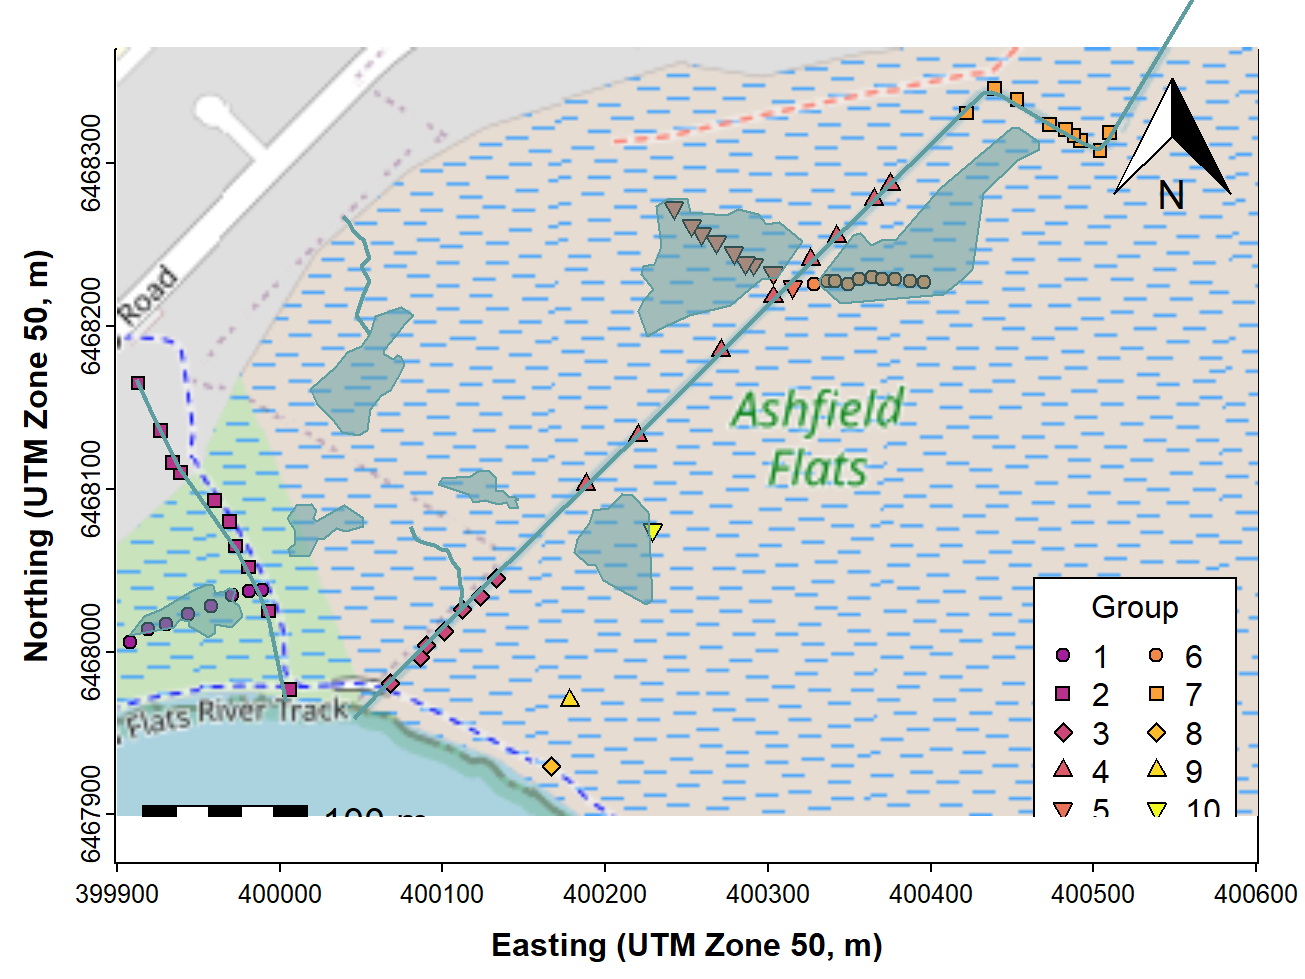 Northing (UTM Zone 50, m)
6468300
6468200
6468100
6468000
6467900
Road
N
Ashfield
Flats
Flats River Track
100 m
Group
1
6
2
7
3
8
4
9
5
10
399900
400000
400100
400200
400300
400400
400500
400600
Easting (UTM Zone 50, m)